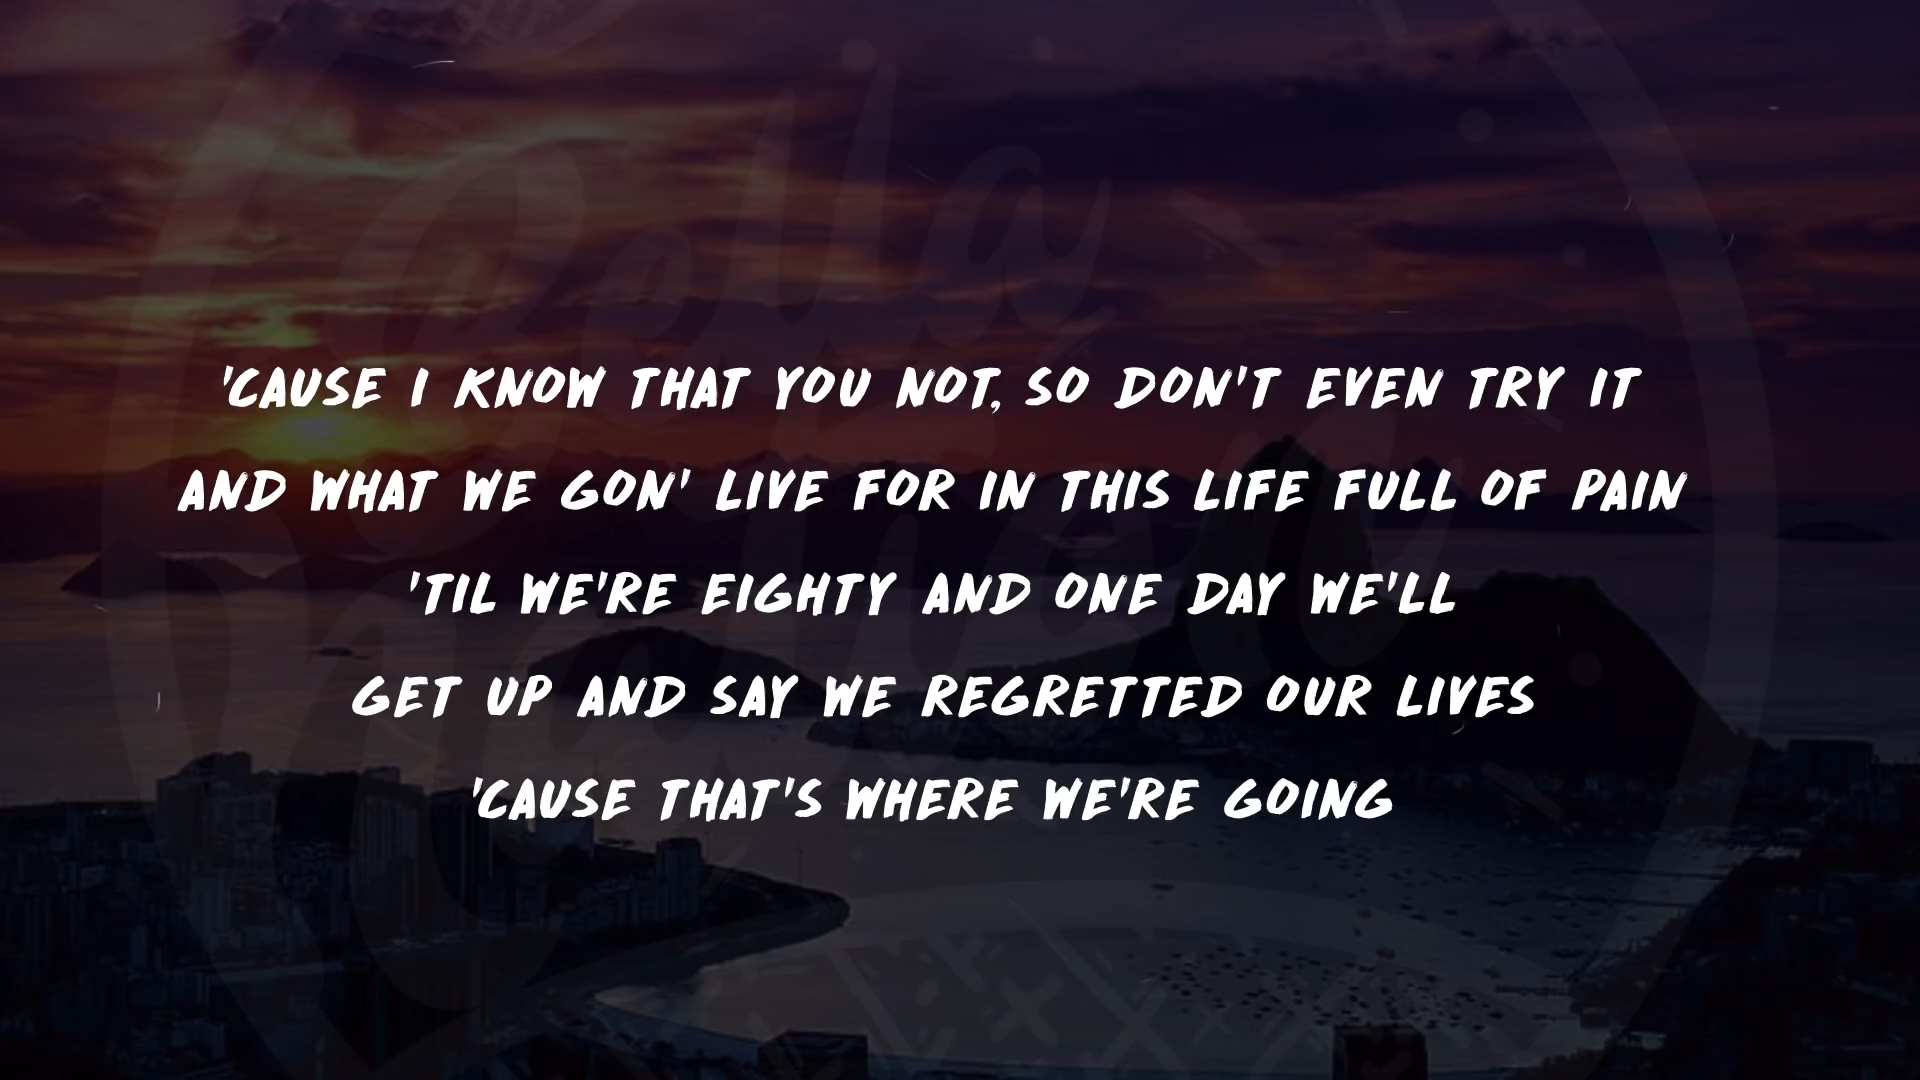 'CAUSE I KNOW THAT YOU NOT, SO DON'T EVEN TRY IT
AND WHAT WE GON' LIVE FOR IN THIS LIFE FULL OF PAIN
'TIL WE'RE EIGHTY AND ONE DAY WE'LL
GET UP AND SAY WE REGRETTED OUR LIVES
'CAUSE THAT'S WHERE WE'RE GOING